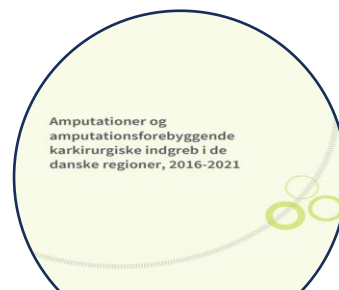 Amputationer og
amputationsforebyggende
karkirurgiske indgreb i de
danske regioner, 2016-2021